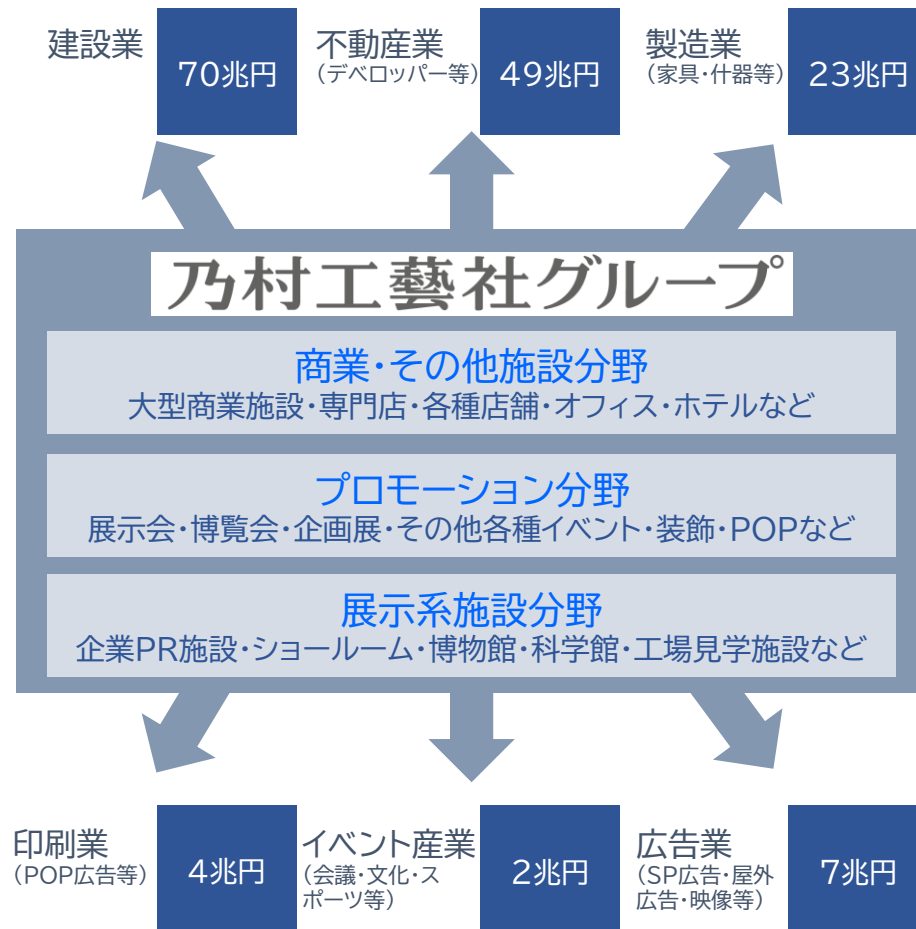 建設業
70兆円
不動産業
（デベロッパー等）
49兆円
製造業
（家具・什器等）
23兆円
乃村工藝社グループ
商業・その他施設分野
大型商業施設・専門店・各種店舗・オフィス・ホテルなど
プロモーション分野
展示会・博覧会・企画展・その他各種イベント・装飾・POPなど
展示系施設分野
企業PR施設・ショールーム・博物館・科学館・工場見学施設など
印刷業
（POP広告等）
4兆円
イベント産業
（会議・文化・ス
ポーツ等）
2兆円
広告業
（SP広告・屋外
広告・映像等）
7兆円